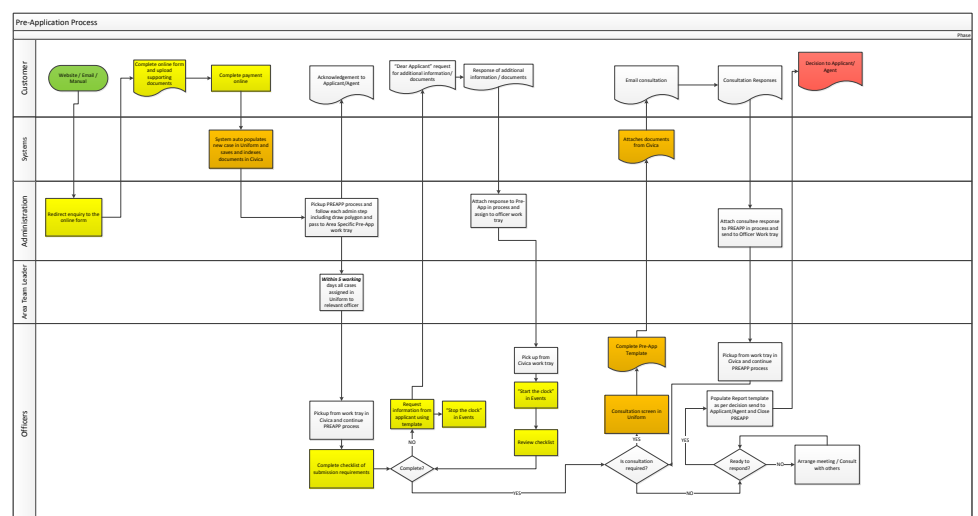 Pre-Application Process
Phase
Customer
Website / Email /
Manual
Complete online form
and upload
supporting
documents
Complete payment
online
Acknowledgement to
Applicant/Agent
"Dear Applicant" request
for additional information/
documents
Response of additional
information / documents
Email consultation
Consultation Responses
Decision to Applicant/
Agent
Systems
System auto populates
new case in Uniform and
saves and indexes
documents in Civica
Attaches documents
from Civica
Administration
Redirect enquiry to the
online form
Pickup PREAPP process and
follow each admin step
including draw polygon and
pass to Area Specific Pre-App
work tray
Attach response to Pre-
App in process and
assign to officer work
tray
Attach consultee response
to PREAPP in process and
send to Officer Work tray
Area Team Leader
Within 5 working
days all cases
assigned in
Uniform to
relevant officer
Officers
Pickup from work tray in
Civica and continue
PREAPP process
Complete checklist of
submission requirements
Request
information from
applicant using
template
"Stop the clock"
in Events
NO
Complete?
YES
Pick up from
Civica work tray
"Start the clock"
in Events
Review checklist
Complete Pre-App
Template
Consultation screen in
Uniform
YES
Is consultation
required?
NO
Pickup from work tray in
Civica and continue
PREAPP process
Populate Report template
as per decision send to
Applicant/Agent and Close
PREAPP
YES
Ready to
respond?
NO
Arrange meeting / Consult
with others